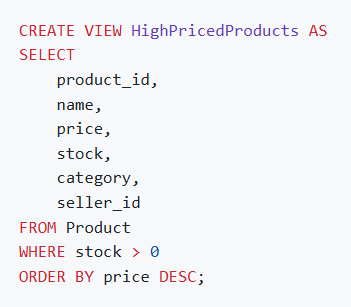 CREATE VIEW HighPricedProducts AS
SELECT
    product_id,
    name,
    price,
    stock,
    category,
    seller_id
FROM Product
WHERE stock > 0
ORDER BY price DESC;